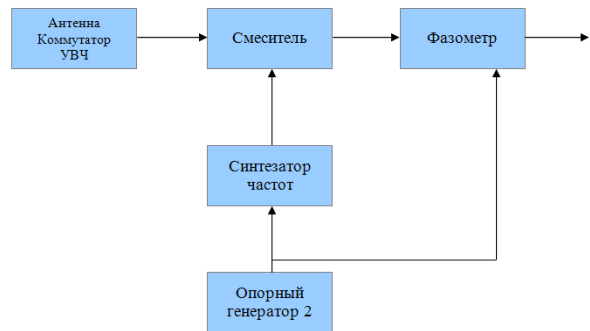 Антенна
Коммутатор
УВЧ
Смеситель
Фазометр
Синтезатор
частот
Опорный
генератор 2